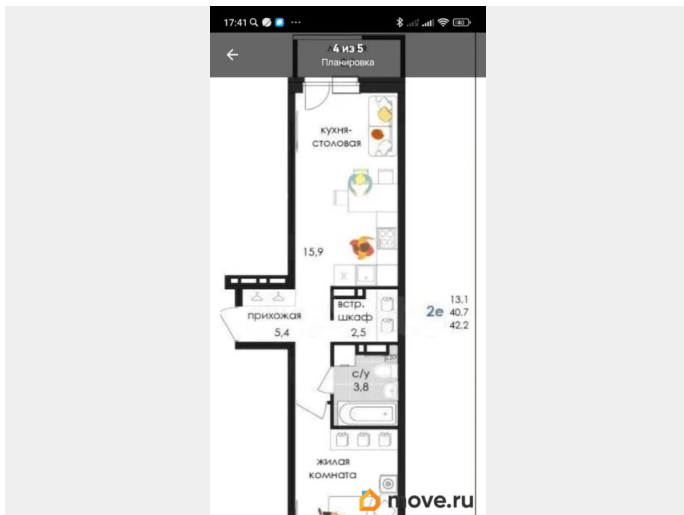 17:41
4 из 5
Планировка
кухня-
столовая
15,9
встр.
шкаф
2,5
прихожая
5,4
2е
13,1
40,7
42,2
с/у
3,8
жилая
комната
move.ru